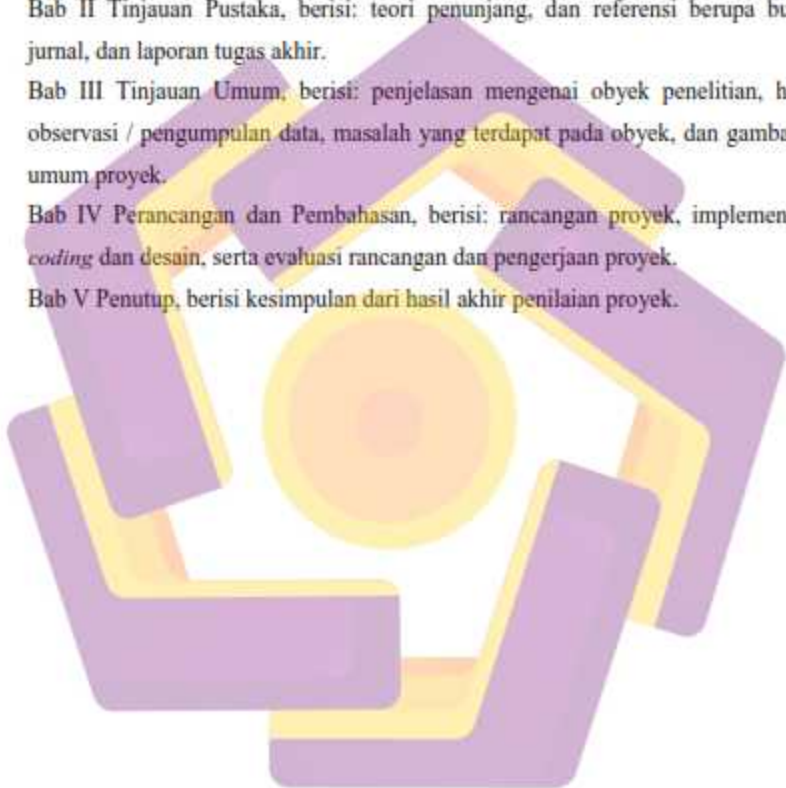 Bab II Tinjauan Pustaka, berisi: teori penunjang, dan referensi berupa bu
jurnal, dan laporan tugas akhir.
Bab III Tinjauan Umum, berisi: penjelasan mengenai obyek penelitian, h
observasi / pengumpulan data, masalah yang terdapat pada obyek, dan gamba
umum proyek.
Bab IV Perancangan dan Pembahasan, berisi: rancangan proyek, implemen
coding dan desain, serta evaluasi rancangan dan pengerjaan proyek.
Bab V Penutup, berisi kesimpulan dari hasil akhir penilaian proyek.